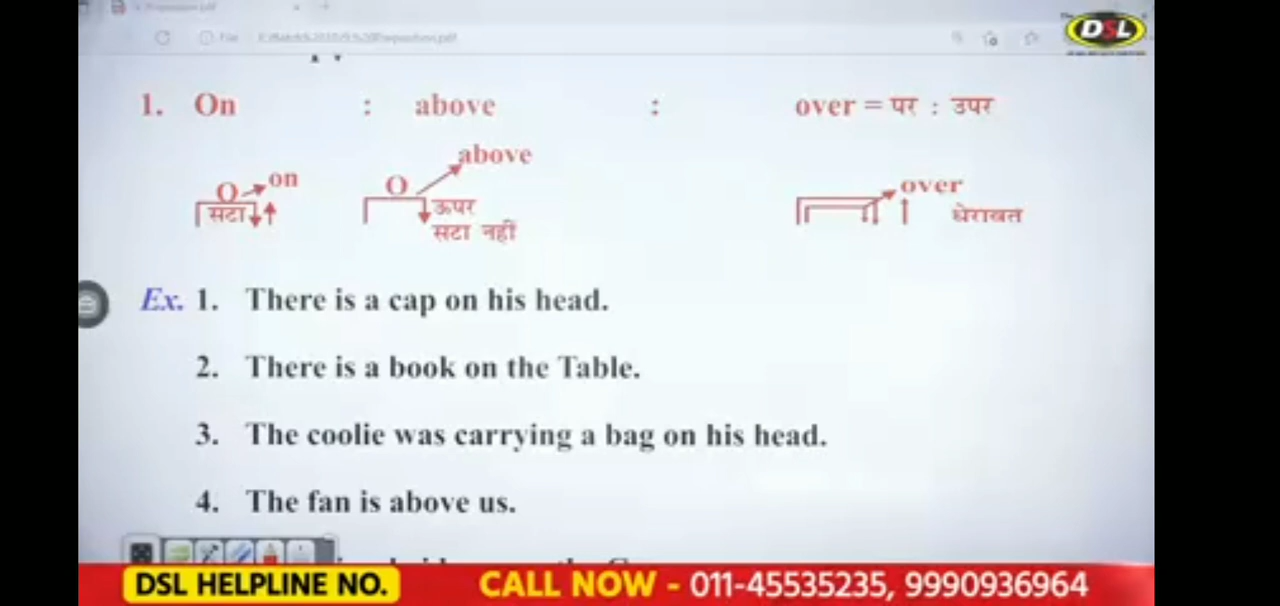 DSL
File
1. On : above : over = पर : उपर
above
O on O over
सटा ऊपर घेराबत
सटा नहीं
Ex. 1. There is a cap on his head.
2. There is a book on the Table.
3. The coolie was carrying a bag on his head.
4. The fan is above us.
DSL HELPLINE NO. CALL NOW - 011-45535235, 9990936964